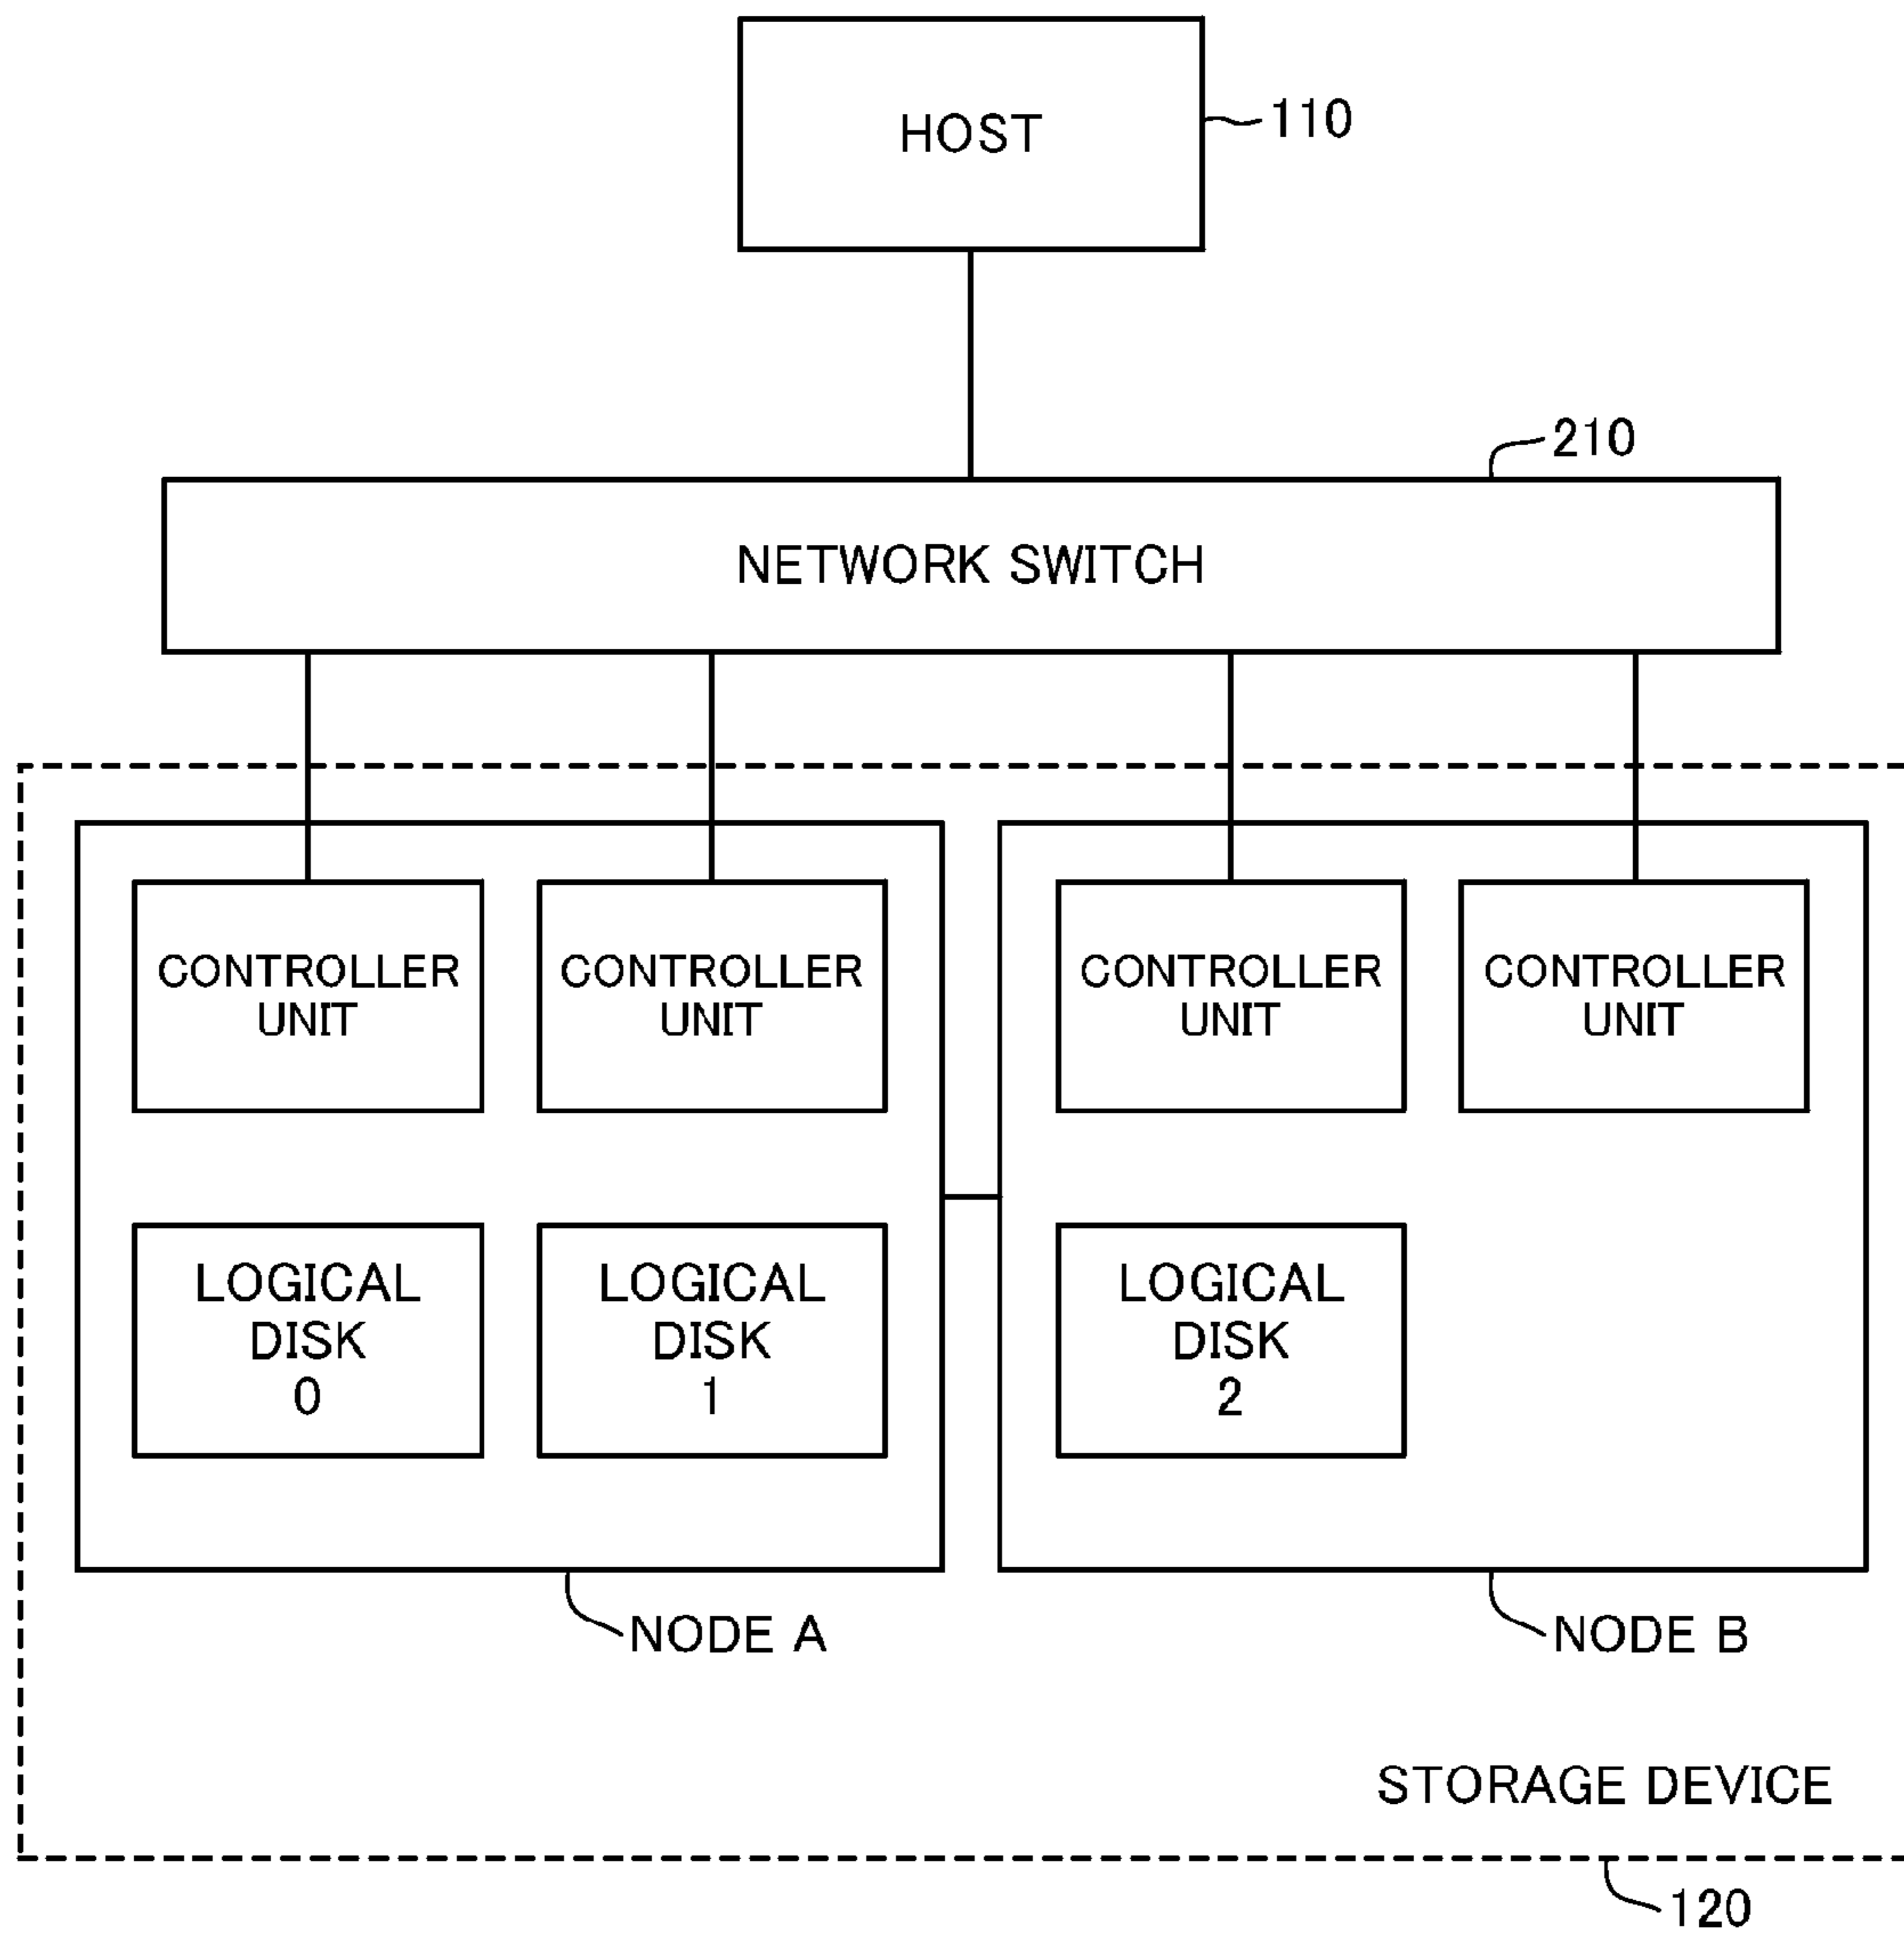 HOST
110
210
NETWORK SWITCH
CONTROLLER
UNIT
CONTROLLER
UNIT
CONTROLLER
UNIT
CONTROLLER
UNIT
LOGICAL
DISK
0
LOGICAL
DISK
1
LOGICAL
DISK
2
NODE A
NODE B
STORAGE DEVICE
120